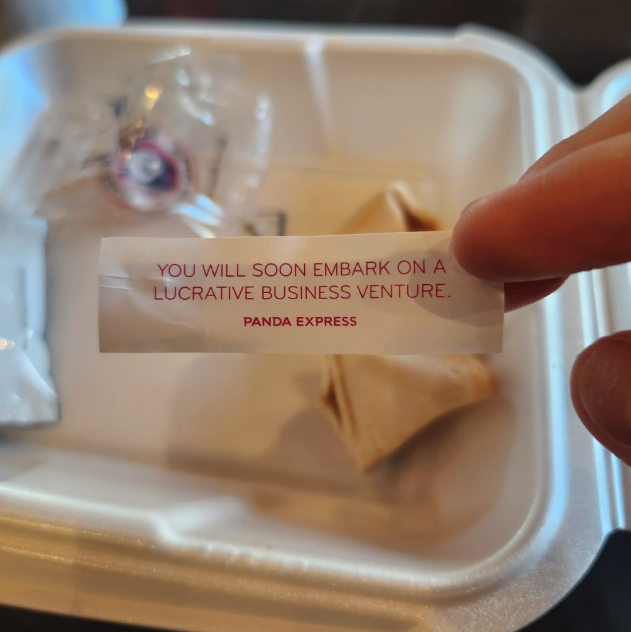 YOU WILL SOON EMBARK ON A
LUCRATIVE BUSINESS VENTURE.
PANDA EXPRESS